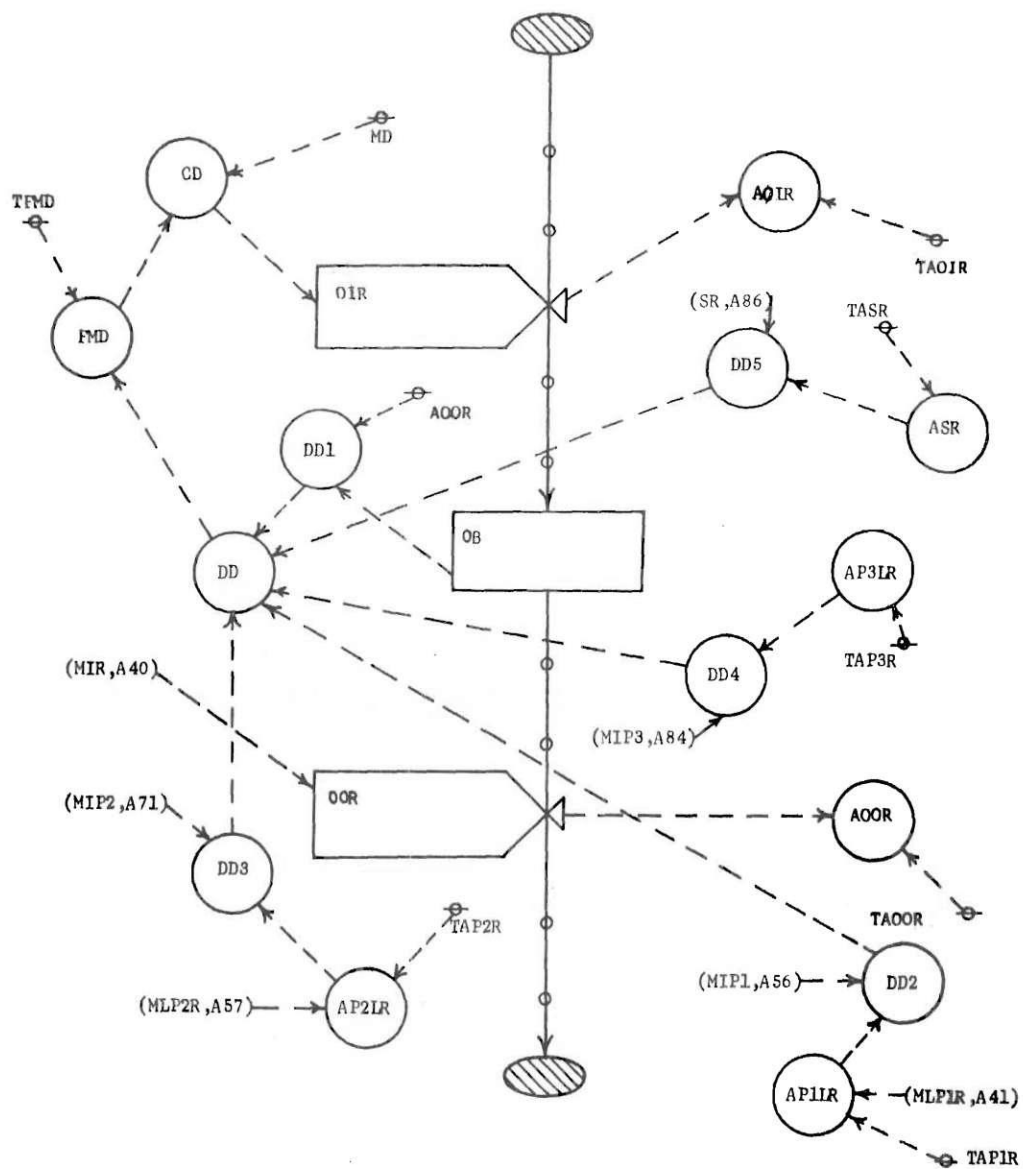 MD
CD
AOIR
TFMD
TAOIR
OIR
(SR,A86)
TASR
FMD
DD5
AOOR
ASR
DD1
OB
DD
AP3LR
TAP3R
(MIR,A40)
DD4
(MIP3,A84)
(MIP2,A71)
OOR
AOOR
DD3
TAOOR
TAP2R
(MIP1,A56)
DD2
(MLP2R,A57)
AP2LR
AP1LR
(MLP1R,A41)
TAP1R